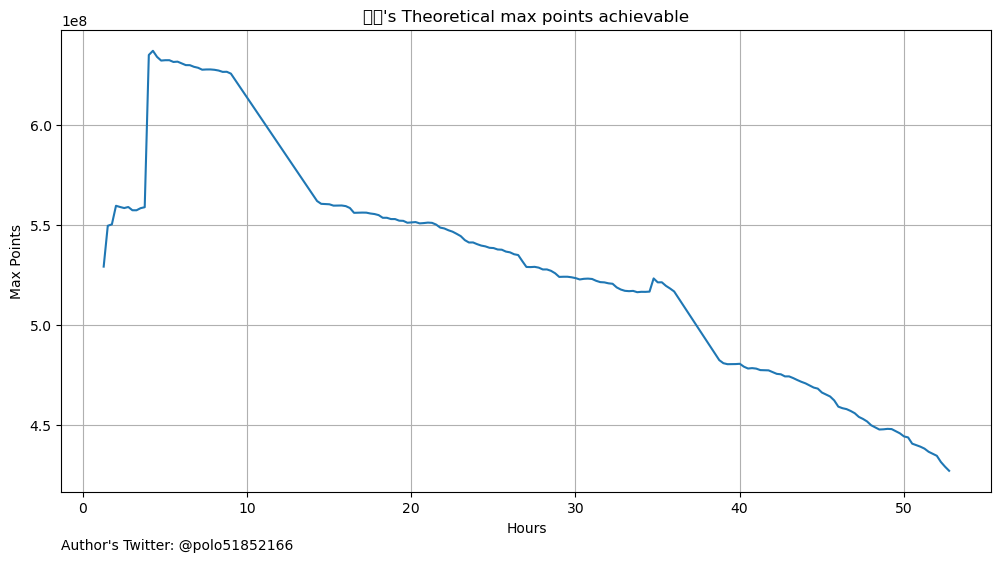 's Theoretical max points achievable
1e8
6.0
5.5
5.0
4.5
Max Points
0 10 20 30 40 50
Hours
Author's Twitter: @polo51852166